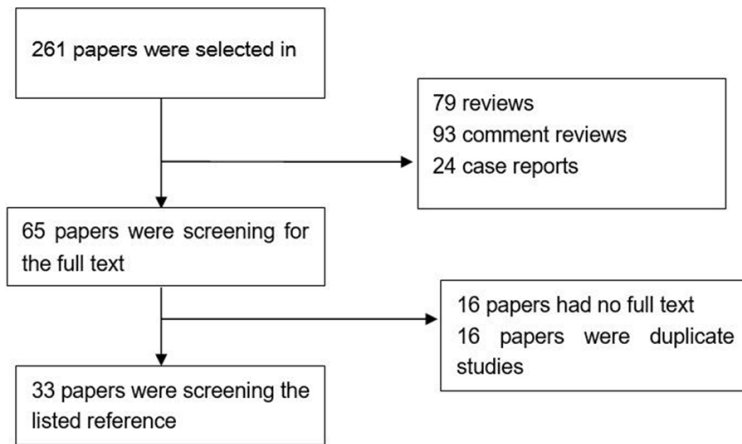 261 papers were selected in
79 reviews
93 comment reviews
24 case reports
65 papers were screening for
the full text
16 papers had no full text
16 papers were duplicate
studies
33 papers were screening the
listed reference